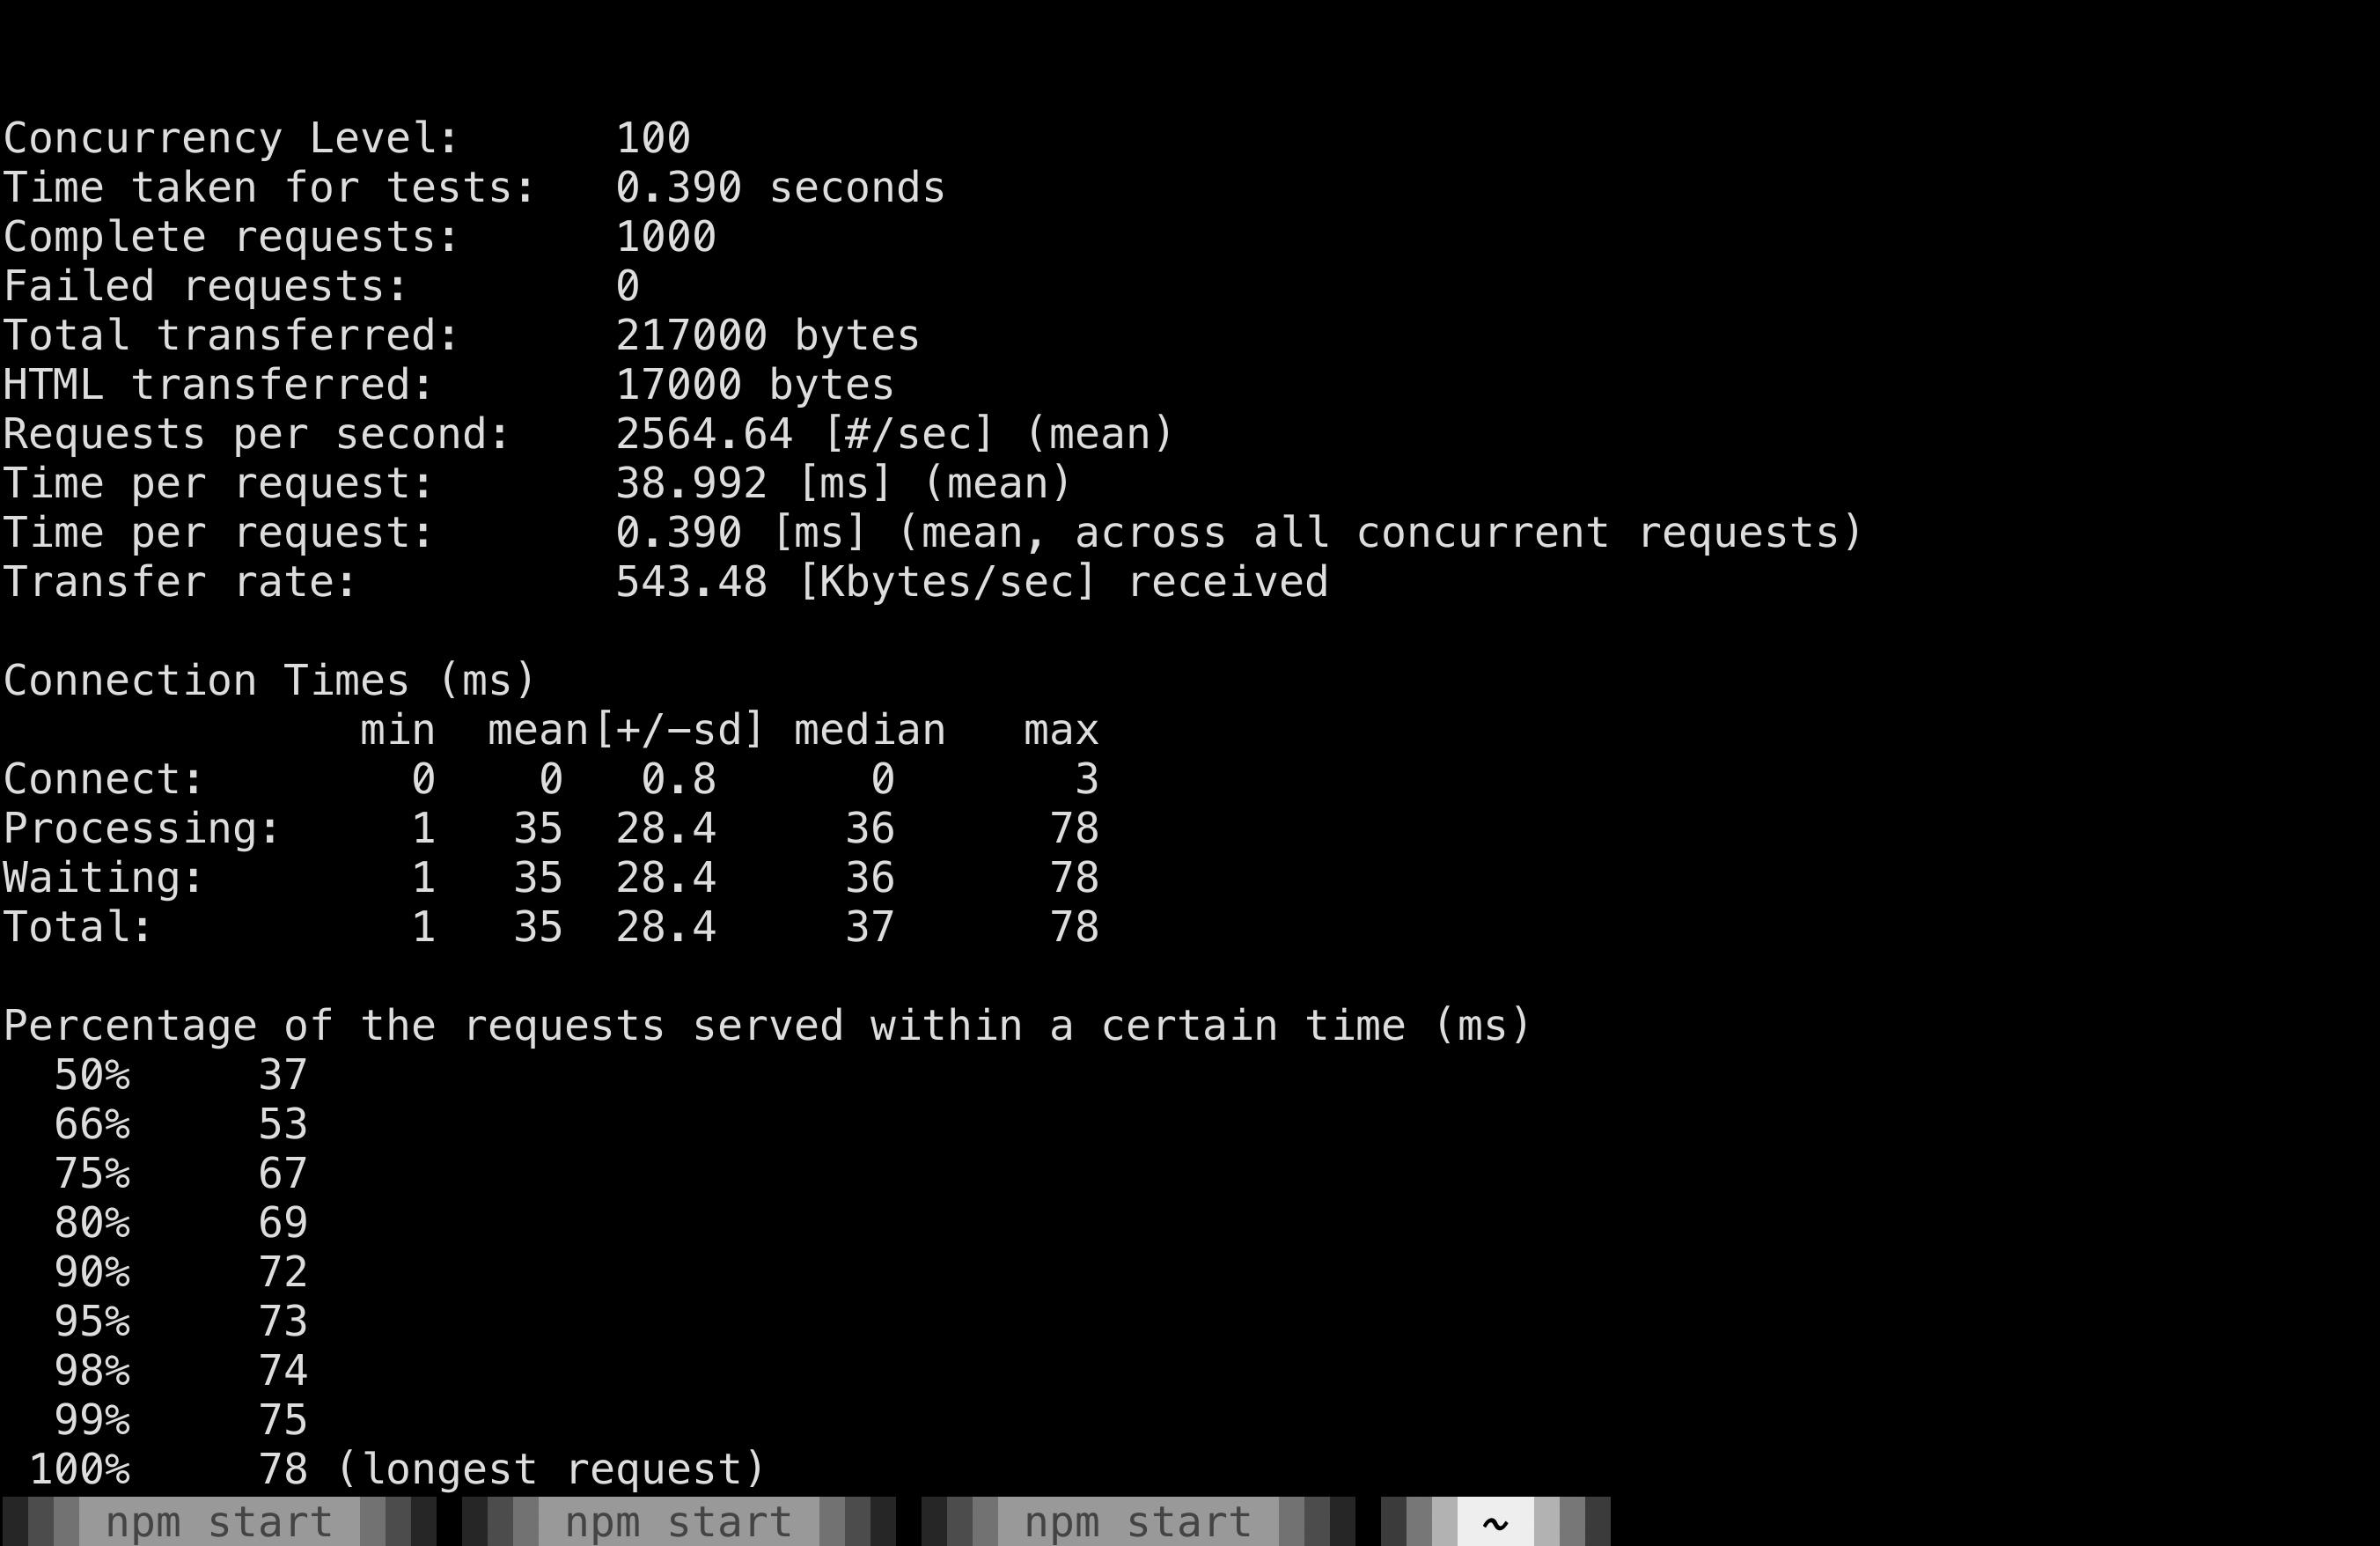 Concurrency Level:      100
Time taken for tests:   0.390 seconds
Complete requests:      1000
Failed requests:        0
Total transferred:      217000 bytes
HTML transferred:       17000 bytes
Requests per second:    2564.64 [#/sec] (mean)
Time per request:       38.992 [ms] (mean)
Time per request:       0.390 [ms] (mean, across all concurrent requests)
Transfer rate:          543.48 [Kbytes/sec] received

Connection Times (ms)
              min  mean[+/-sd] median   max
Connect:        0    0   0.8      0       3
Processing:     1   35  28.4     36      78
Waiting:        1   35  28.4     36      78
Total:          1   35  28.4     37      78

Percentage of the requests served within a certain time (ms)
  50%     37
  66%     53
  75%     67
  80%     69
  90%     72
  95%     73
  98%     74
  99%     75
 100%     78 (longest request)
npm start npm start npm start ~